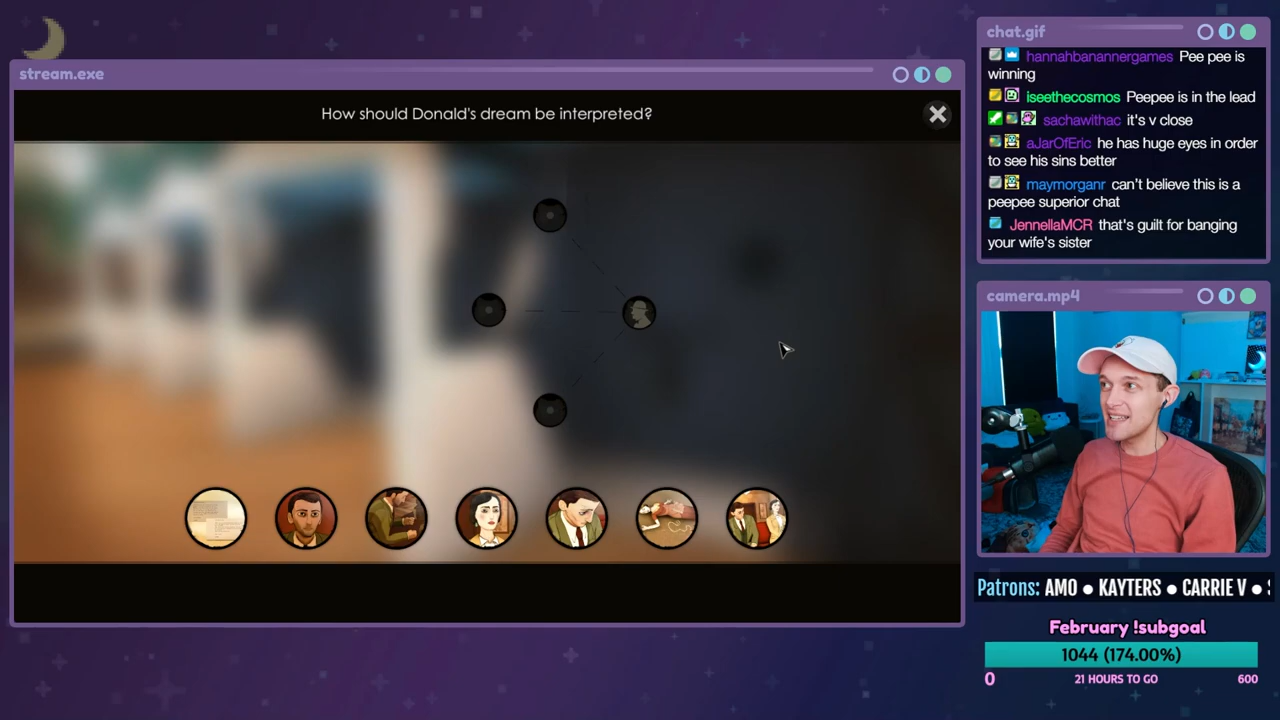 stream.exe
How should Donald's dream be interpreted?
chat.gif
hannahbanannergames Pee pee is
winning
iseethecosmos Peepee is in the lead
sachawithac it's v close
aJarOfEric he has huge eyes in order
to see his sins better
maymorganr can't believe this is a
peepee superior chat
JennellaMCR that's guilt for banging
your wife's sister
camera.mp4
Patrons: AMO ● KAYTERS ● CARRIE V ●
February !subgoal
1044 (174.00%)
0 21 HOURS TO GO 600